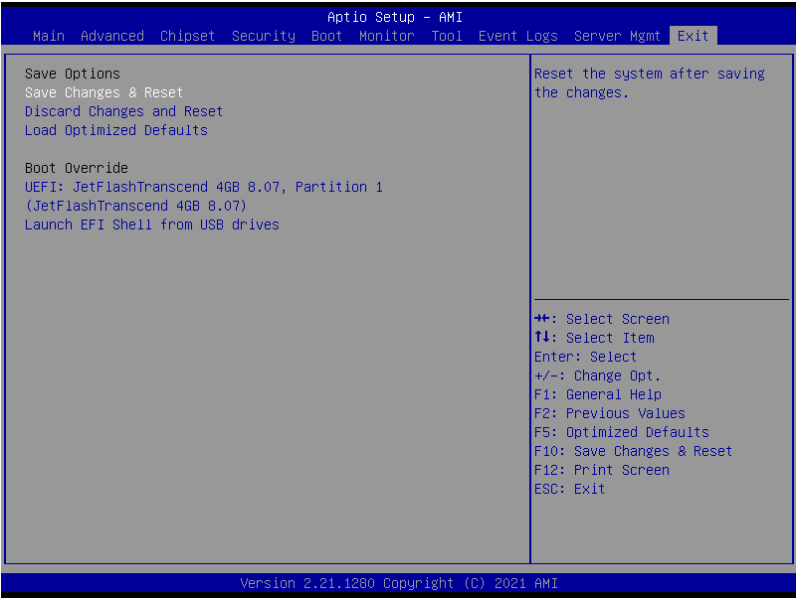 Aptio Setup – AMI
Main Advanced Chipset Security Boot Monitor Tool Event Logs Server Mgmt Exit
Save Options
Save Changes & Reset
Discard Changes and Reset
Load Optimized Defaults
Boot Override
UEFI: JetFlashTranscend 4GB 8.07, Partition 1
(JetFlashTranscend 4GB 8.07)
Launch EFI Shell from USB drives
Reset the system after saving
the changes.
→←: Select Screen
↑↓: Select Item
Enter: Select
+/-: Change Opt.
F1: General Help
F2: Previous Values
F5: Optimized Defaults
F10: Save Changes & Reset
F12: Print Screen
ESC: Exit
Version 2.21.1280 Copyright (C) 2021 AMI